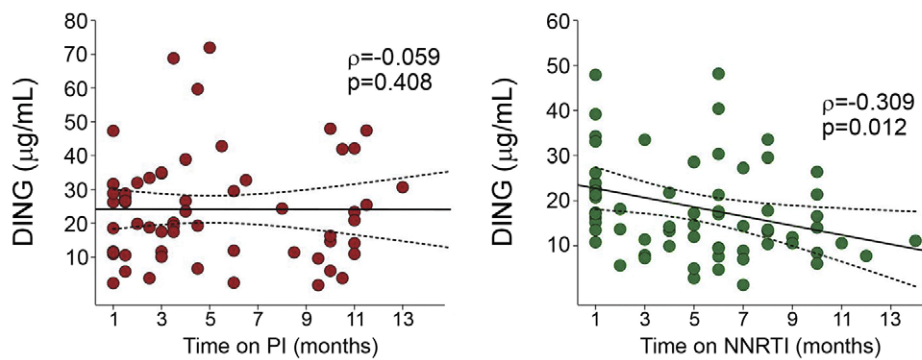 80
70
60
50
40
30
20
10
DING (µg/mL)
ρ=-0.059
p=0.408
1 3 5 7 9 11 13
Time on PI (months)
60
50
40
30
20
10
DING (µg/mL)
ρ=-0.309
p=0.012
1 3 5 7 9 11 13
Time on NNRTI (months)